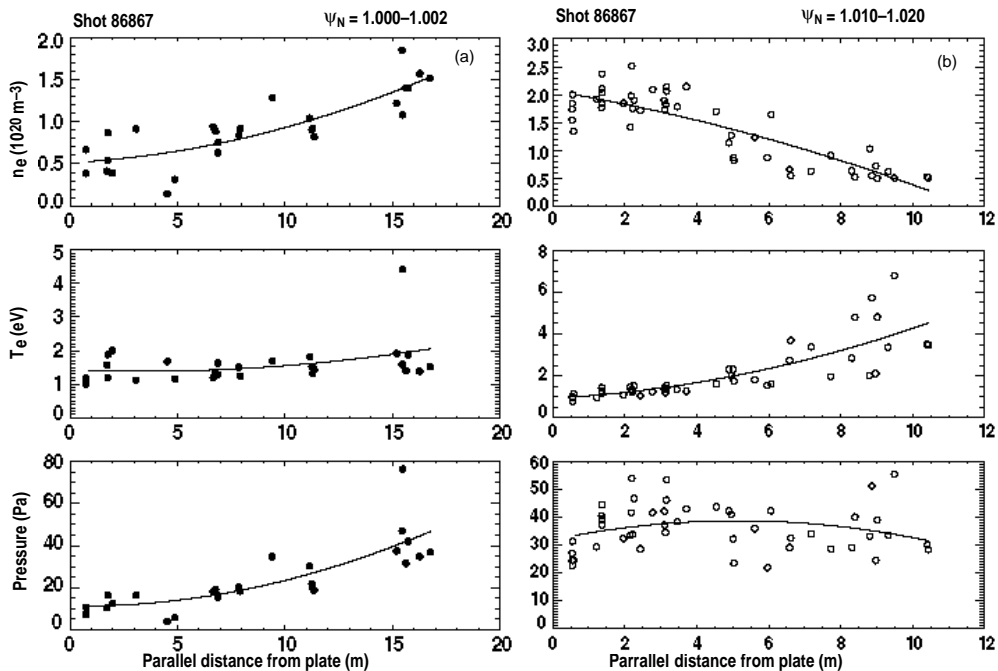 Shot 86867
ψN = 1.000–1.002
(a)
ne (10^20 m–3)
2.0
1.5
1.0
0.5
0.0
0 5 10 15 20
Te (eV)
5
4
3
2
1
0
0 5 10 15 20
Pressure (Pa)
80
60
40
20
0
0 5 10 15 20
Parallel distance from plate (m)
Shot 86867
ψN = 1.010–1.020
(b)
3.0
2.5
2.0
1.5
1.0
0.5
0.0
0 2 4 6 8 10 12
8
6
4
2
0
0 2 4 6 8 10 12
60
50
40
30
20
10
0
0 2 4 6 8 10 12
Parrallel distance from plate (m)